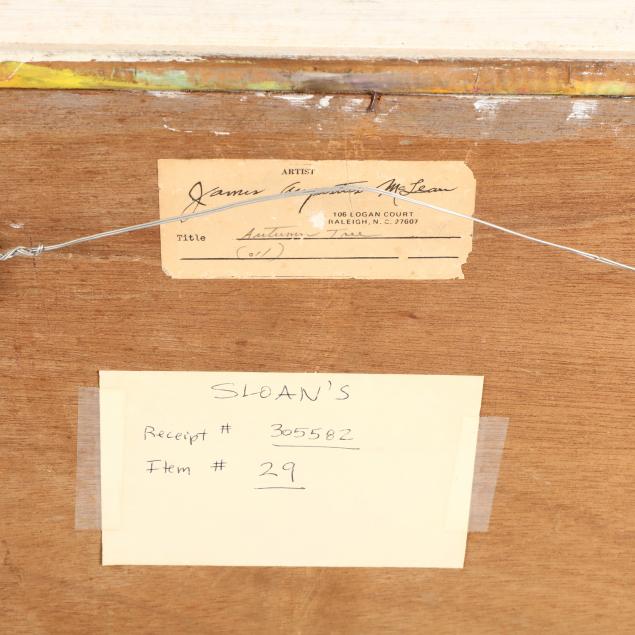 ARTIST
James Augustus McLean
106 LOGAN COURT
RALEIGH, N. C. 27607
Title Autumn Tree
(oil)
SLOAN'S
Receipt # 305582
Item # 29